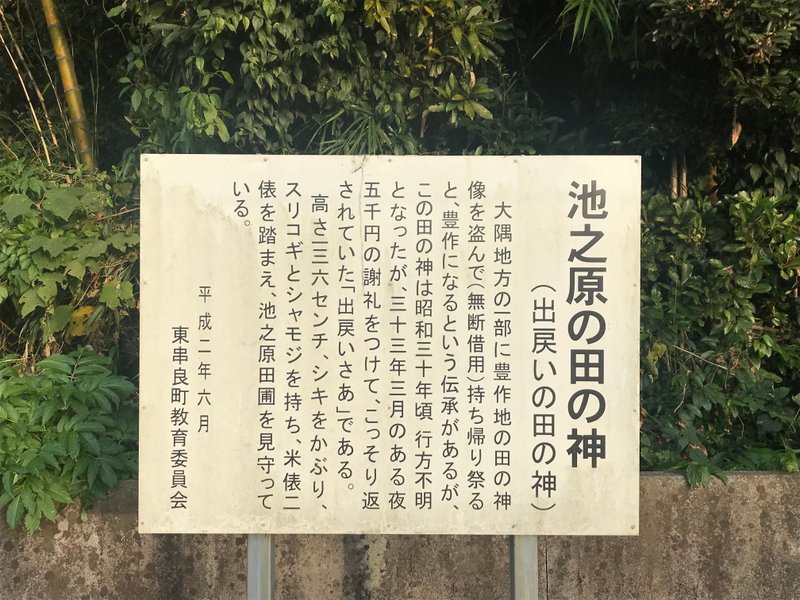 池之原の田の神
（出戻いの田の神）
大隅地方の一部に豊作地の田の神
像を盗んで（無断借用）持ち帰り祭る
と、豊作になるという伝承があるが、
この田の神は昭和三十年頃、行方不明
となったが、三十三年三月のある夜
五千円の謝礼をつけて、こっそり返
されていた「出戻いさあ」である。
高さ一三六センチ、シキをかぶり、
スリコギとシャモジを持ち、米俵二
俵を踏まえ、池之原田圃を見守って
いる。
平成二年六月
東串良町教育委員会